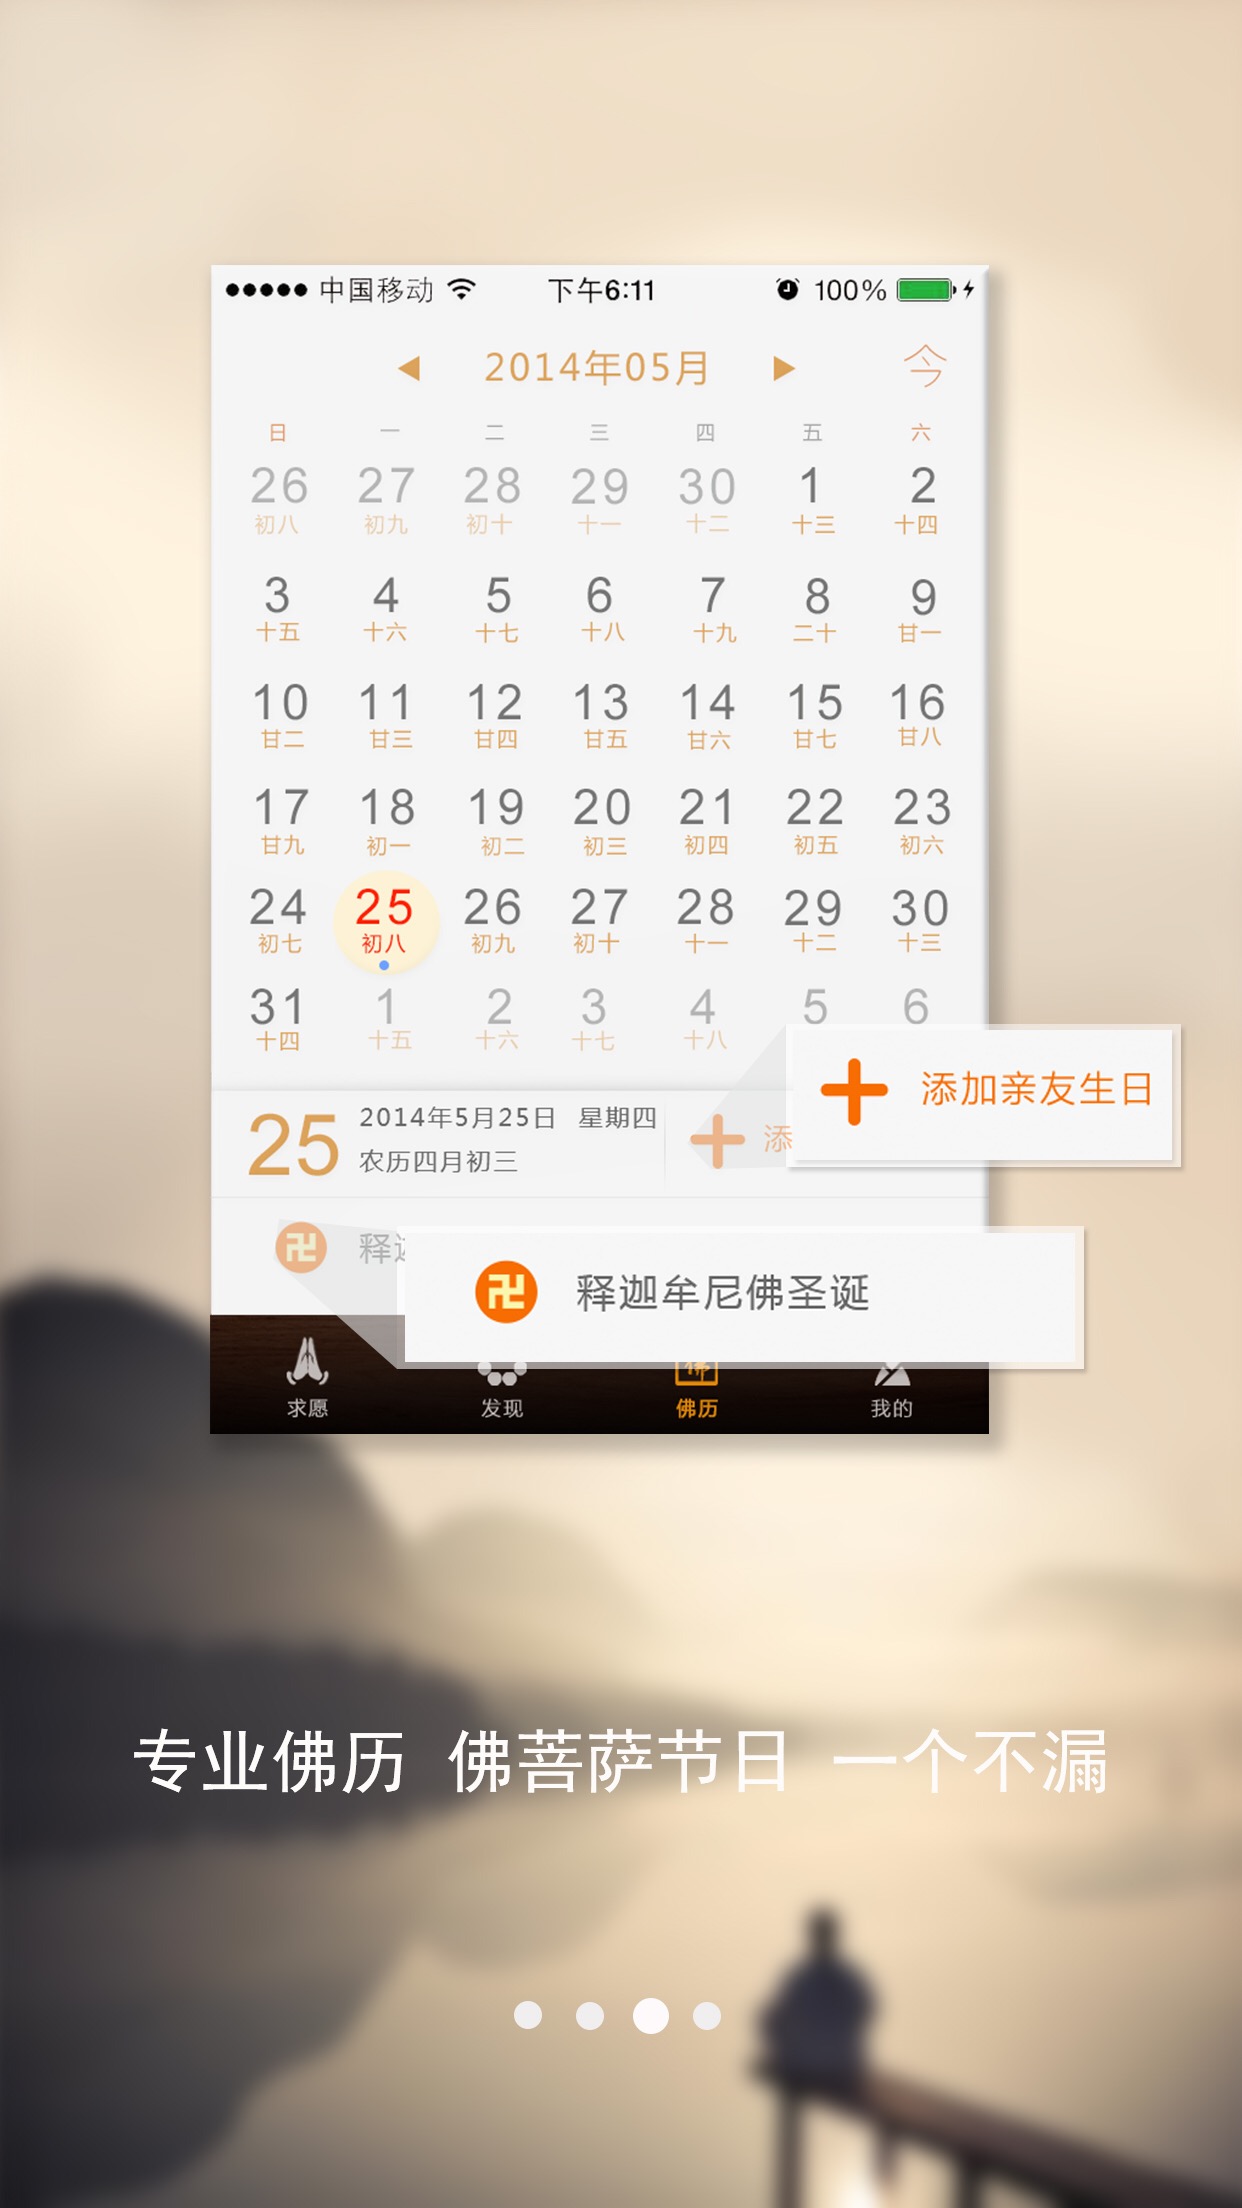 中国移动 下午6:11 100%
2014年05月 今
日 一 二 三 四 五 六
26 27 28 29 30 1 2
初八 初九 初十 十一 十二 十三 十四
3 4 5 6 7 8 9
十五 十六 十七 十八 十九 二十 甘一
10 11 12 13 14 15 16
甘二 甘三 甘四 甘五 甘六 甘七 甘八
17 18 19 20 21 22 23
甘九 初一 初二 初三 初四 初五 初六
24 25 26 27 28 29 30
初七 初八 初九 初十 十一 十二 十三
31 1 2 3 4 5 6
十四 十五 十六 十七 十八
添加亲友生日
25 2014年5月25日 星期四 添
农历四月初三
释
卍 释迦牟尼佛圣诞
求愿 发现 佛历 我的
专业佛历 佛菩萨节日 一个不漏